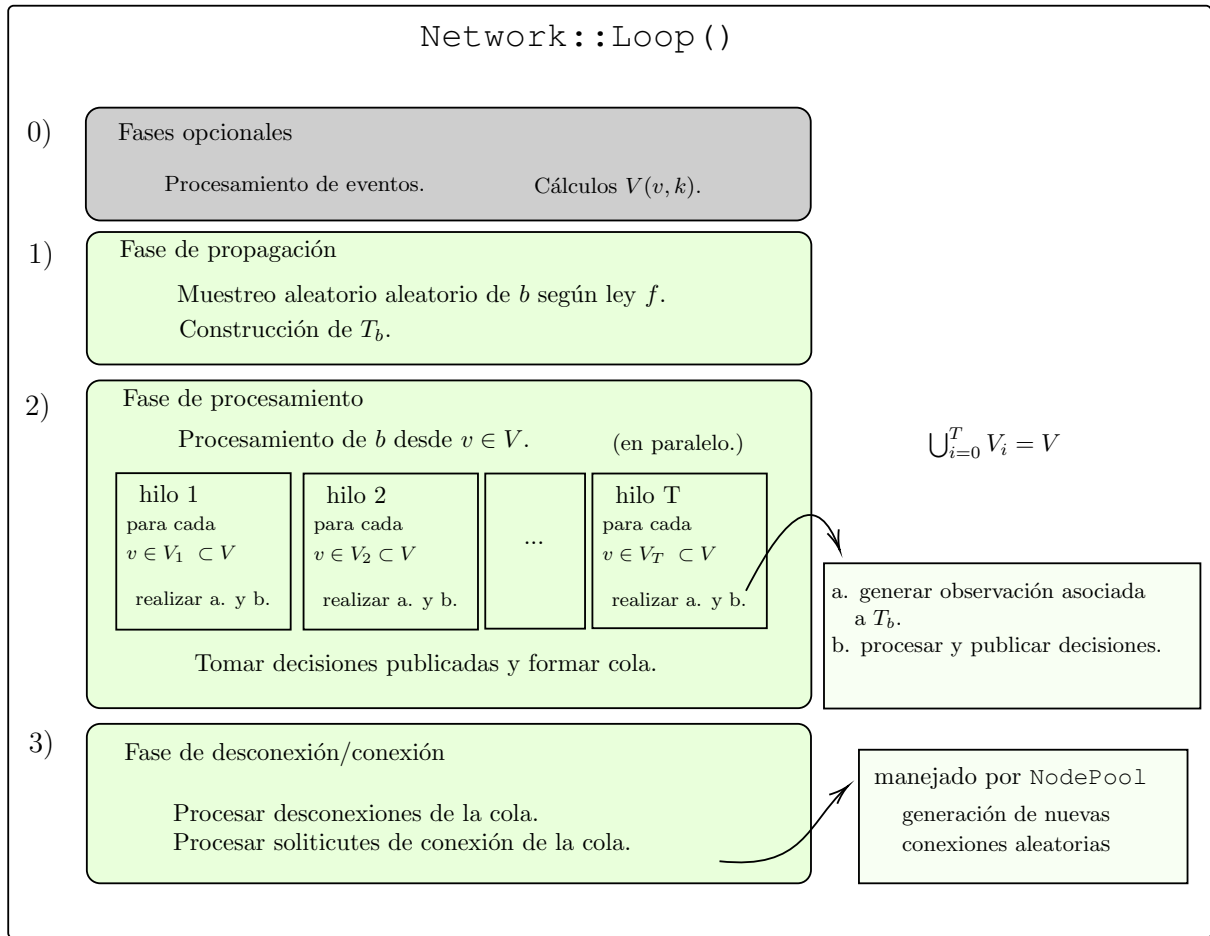 Network::Loop()
0)
Fases opcionales
Procesamiento de eventos. Cálculos V(v, k).
1)
Fase de propagación
Muestreo aleatorio aleatorio de b según ley f.
Construcción de T_b.
2)
Fase de procesamiento
Procesamiento de b desde v ∈ V. (en paralelo.)
⋃_{i=0}^{T} V_i = V
hilo 1
para cada
v ∈ V_1 ⊂ V
realizar a. y b.
hilo 2
para cada
v ∈ V_2 ⊂ V
realizar a. y b.
...
hilo T
para cada
v ∈ V_T ⊂ V
realizar a. y b.
a. generar observación asociada
a T_b.
b. procesar y publicar decisiones.
Tomar decisiones publicadas y formar cola.
3)
Fase de desconexión/conexión
Procesar desconexiones de la cola.
Procesar soliticutes de conexión de la cola.
manejado por NodePool
generación de nuevas
conexiones aleatorias